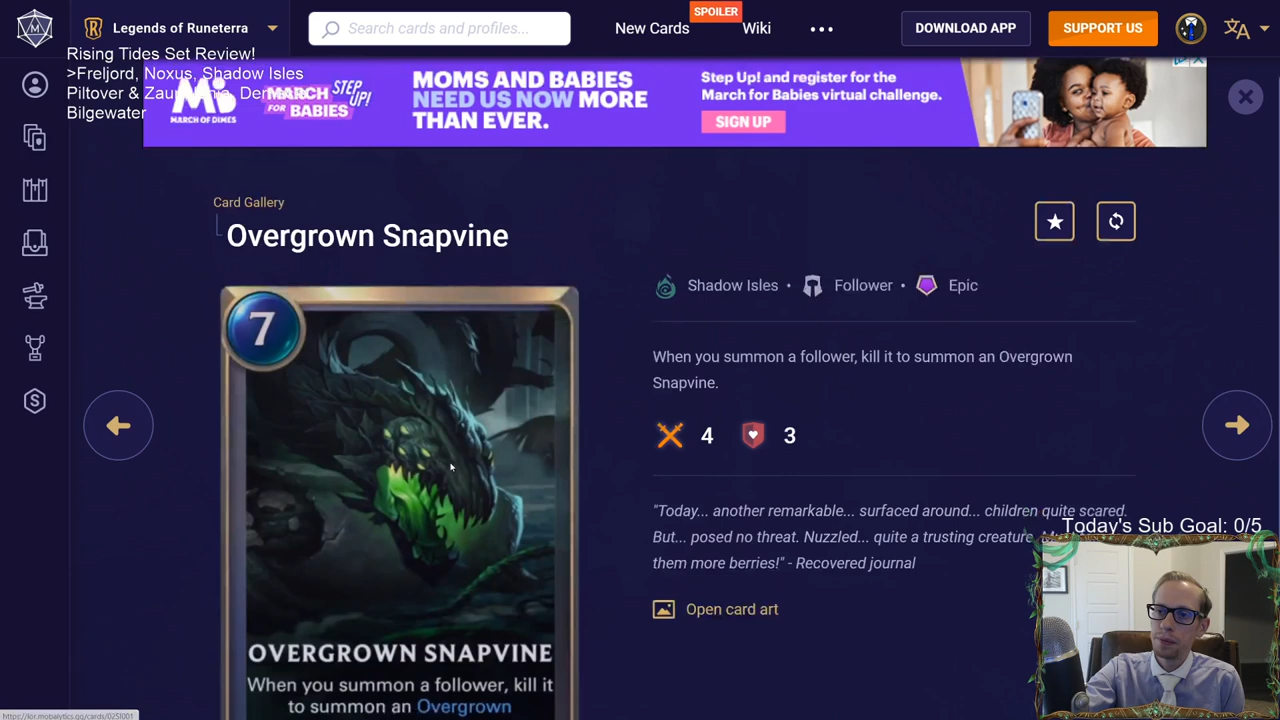 Legends of Runeterra
Search cards and profiles...
New Cards
SPOILER
Wiki
DOWNLOAD APP
SUPPORT US
Rising Tides Set Review!
>Freljord, Noxus, Shadow Isles
Piltover & Zaun
Bilgewater
MARCH OF DIMES
MARCH FOR BABIES
STEP UP!
MOMS AND BABIES
NEED US NOW MORE
THAN EVER.
Step Up! and register for the
March for Babies virtual challenge.
SIGN UP
Card Gallery
Overgrown Snapvine
7
OVERGROWN SNAPVINE
When you summon a follower, kill it
to summon an Overgrown
Shadow Isles • Follower • Epic
When you summon a follower, kill it to summon an Overgrown
Snapvine.
4 3
"Today... another remarkable... surfaced around... children quite scared.
But... posed no threat. Nuzzled... quite a trusting creature
them more berries!" - Recovered journal
Open card art
Today's Sub Goal: 0/5